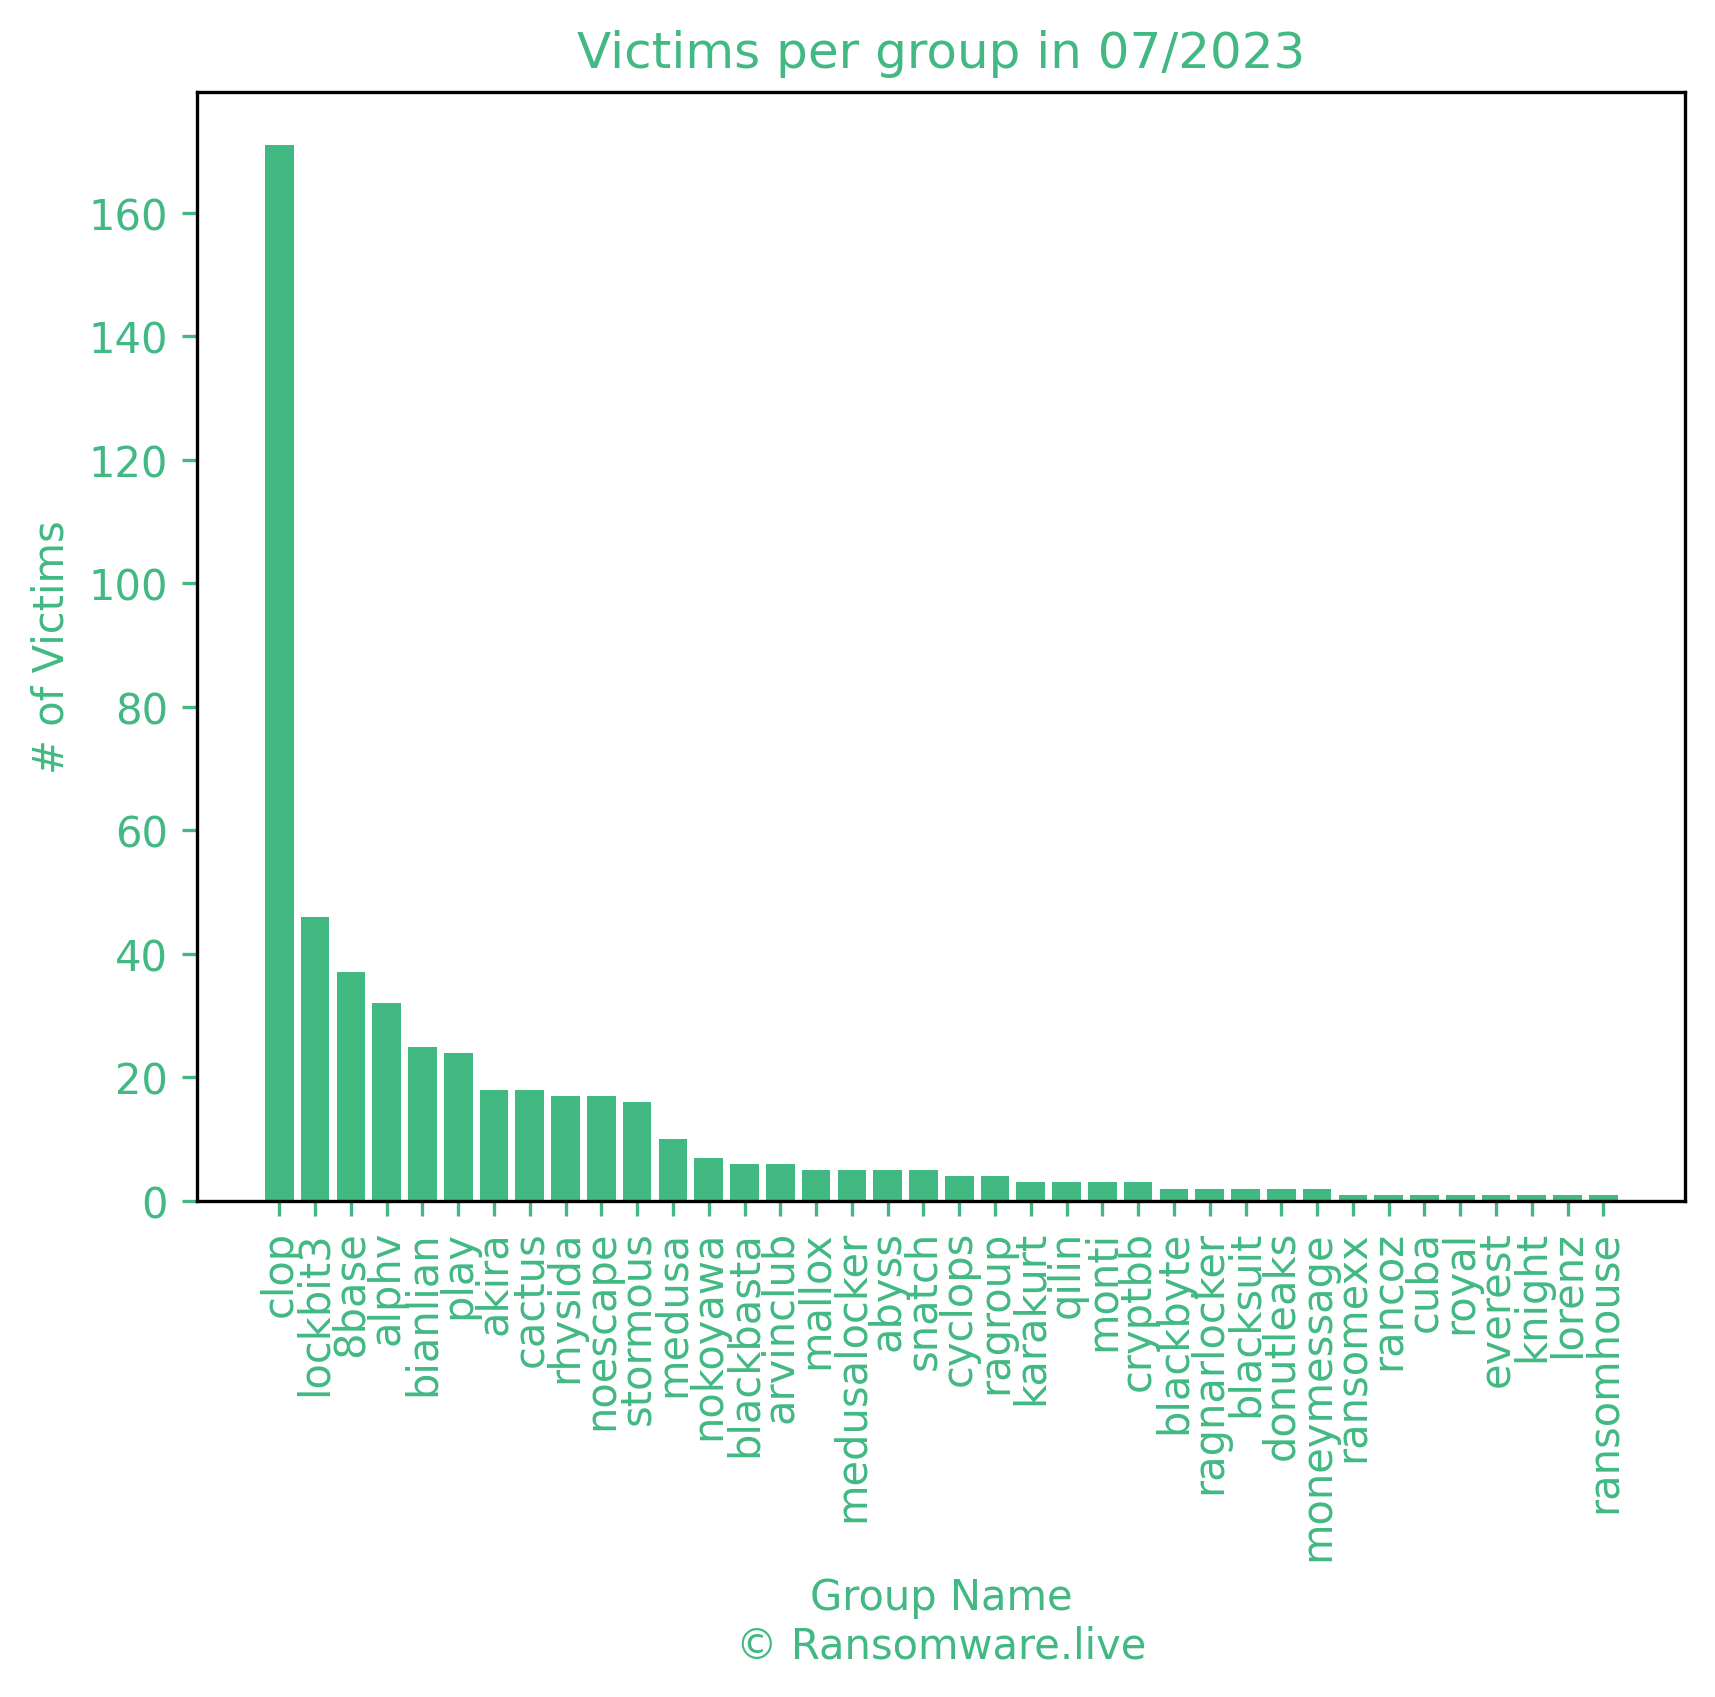 Victims per group in 07/2023
# of Victims
160
140
120
100
80
60
40
20
0
clop
lockbit3
8base
alphv
bianlian
play
akira
cactus
rhysida
noescape
stormous
medusa
nokoyawa
blackbasta
arvinclub
mallox
medusalocker
abyss
snatch
cyclops
ragroup
karakurt
qilin
monti
cryptbb
blackbyte
ragnarlocker
blacksuit
donutleaks
moneymessage
ransomexx
rancoz
cuba
royal
everest
knight
lorenz
ransomhouse
Group Name
© Ransomware.live